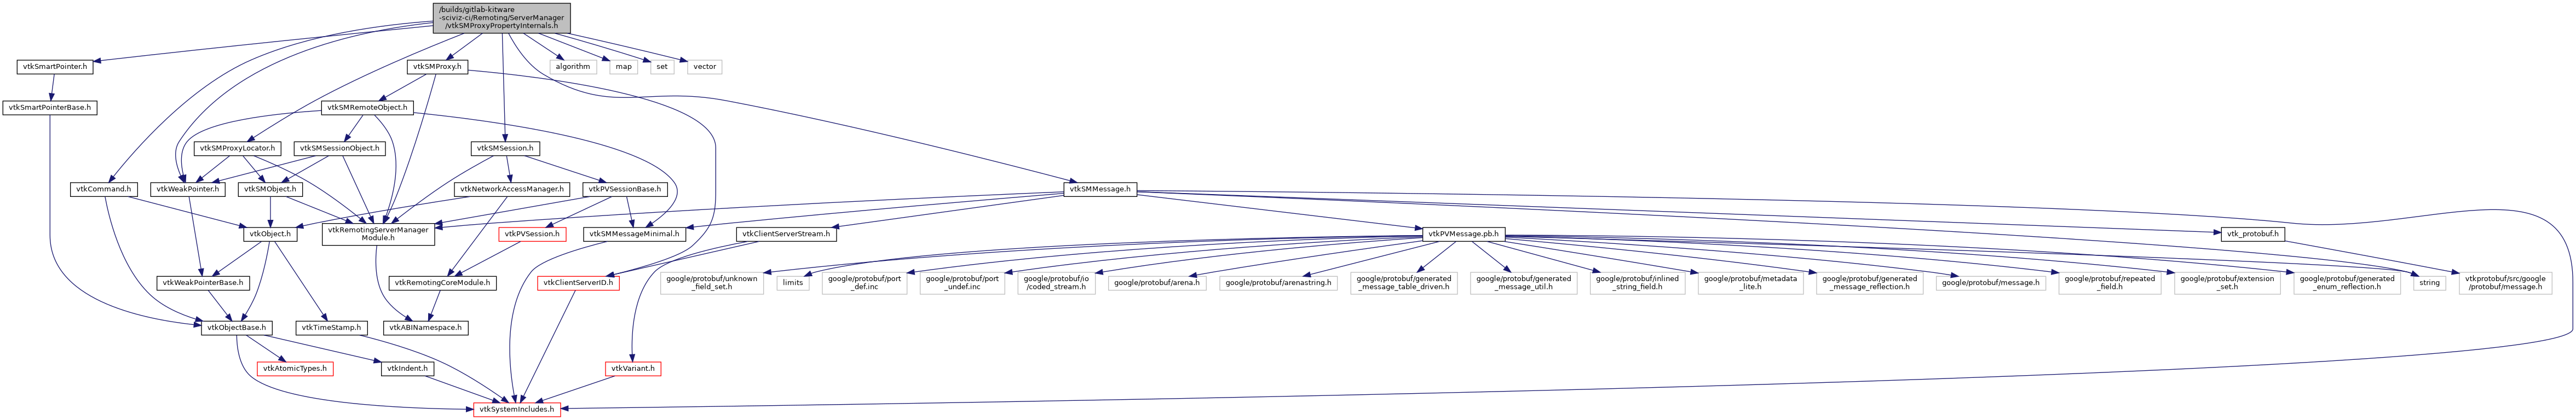 /builds/gitlab-kitware
-sciviz-ci/Remoting/ServerManager
/vtkSMProxyPropertyInternals.h
vtkSmartPointer.h
vtkSMProxy.h
algorithm
map
set
vector
vtkSmartPointerBase.h
vtkSMRemoteObject.h
vtkSMProxyLocator.h
vtkSMSessionObject.h
vtkSMSession.h
vtkCommand.h
vtkWeakPointer.h
vtkSMObject.h
vtkNetworkAccessManager.h
vtkPVSessionBase.h
vtkSMMessage.h
vtkObject.h
vtkRemotingServerManager
Module.h
vtkPVSession.h
vtkSMMessageMinimal.h
vtkClientServerStream.h
vtkPVMessage.pb.h
vtk_protobuf.h
vtkWeakPointerBase.h
vtkRemotingCoreModule.h
vtkClientServerID.h
google/protobuf/unknown
_field_set.h
limits
google/protobuf/port
_def.inc
google/protobuf/port
_undef.inc
google/protobuf/io
/coded_stream.h
google/protobuf/arena.h
google/protobuf/arenastring.h
google/protobuf/generated
_message_table_driven.h
google/protobuf/generated
_message_util.h
google/protobuf/inlined
_string_field.h
google/protobuf/metadata
_lite.h
google/protobuf/generated
_message_reflection.h
google/protobuf/message.h
google/protobuf/repeated
_field.h
google/protobuf/extension
_set.h
google/protobuf/generated
_enum_reflection.h
string
vtkprotobuf/src/google
/protobuf/message.h
vtkObjectBase.h
vtkTimeStamp.h
vtkABINamespace.h
vtkAtomicTypes.h
vtkIndent.h
vtkVariant.h
vtkSystemIncludes.h